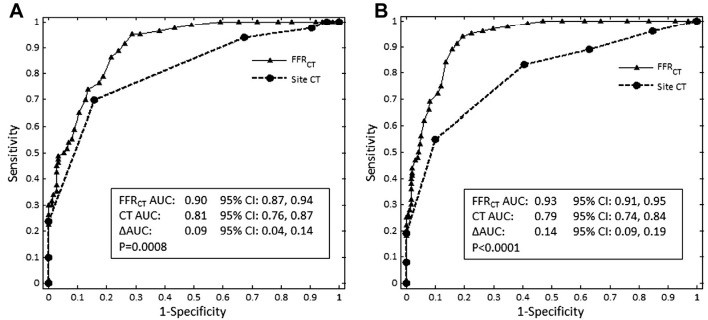 A
Sensitivity
1
0.9
0.8
0.7
0.6
0.5
0.4
0.3
0.2
0.1
0
FFRCT
Site CT
FFRCT AUC: 0.90 95% CI: 0.87, 0.94
CT AUC: 0.81 95% CI: 0.76, 0.87
ΔAUC: 0.09 95% CI: 0.04, 0.14
P=0.0008
0 0.1 0.2 0.3 0.4 0.5 0.6 0.7 0.8 0.9 1
1-Specificity
B
Sensitivity
1
0.9
0.8
0.7
0.6
0.5
0.4
0.3
0.2
0.1
0
FFRCT
Site CT
FFRCT AUC: 0.93 95% CI: 0.91, 0.95
CT AUC: 0.79 95% CI: 0.74, 0.84
ΔAUC: 0.14 95% CI: 0.09, 0.19
P<0.0001
0 0.1 0.2 0.3 0.4 0.5 0.6 0.7 0.8 0.9 1
1-Specificity